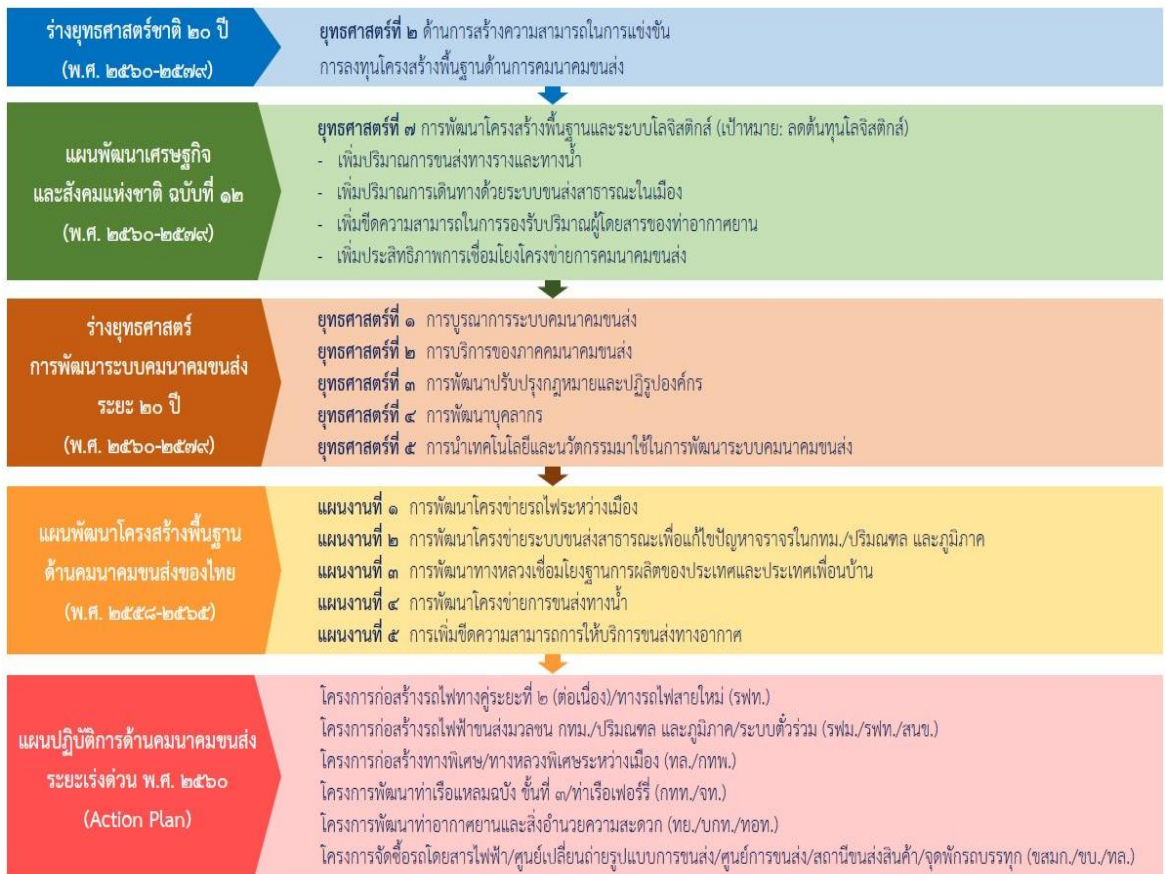 ร่างยุทธศาสตร์ชาติ ๒๐ ปี
(พ.ศ. ๒๕๖๐-๒๕๗๙)
ยุทธศาสตร์ที่ ๒ ด้านการสร้างความสามารถในการแข่งขัน
การลงทุนโครงสร้างพื้นฐานด้านการคมนาคมขนส่ง
แผนพัฒนาเศรษฐกิจ
และสังคมแห่งชาติ ฉบับที่ ๑๒
(พ.ศ. ๒๕๖๐-๒๕๗๙)
ยุทธศาสตร์ที่ ๗ การพัฒนาโครงสร้างพื้นฐานและระบบโลจิสติกส์ (เป้าหมาย: ลดต้นทุนโลจิสติกส์)
- เพิ่มปริมาณการขนส่งทางรางและทางน้ำ
- เพิ่มปริมาณการเดินทางด้วยระบบขนส่งสาธารณะในเมือง
- เพิ่มขีดความสามารถในการรองรับปริมาณผู้โดยสารของท่าอากาศยาน
- เพิ่มประสิทธิภาพการเชื่อมโยงโครงข่ายการคมนาคมขนส่ง
ร่างยุทธศาสตร์
การพัฒนาระบบคมนาคมขนส่ง
ระยะ ๒๐ ปี
(พ.ศ. ๒๕๖๐-๒๕๗๙)
ยุทธศาสตร์ที่ ๑ การบูรณาการระบบคมนาคมขนส่ง
ยุทธศาสตร์ที่ ๒ การบริการของภาคคมนาคมขนส่ง
ยุทธศาสตร์ที่ ๓ การพัฒนาปรับปรุงกฎหมายและปฏิรูปองค์กร
ยุทธศาสตร์ที่ ๔ การพัฒนาบุคลากร
ยุทธศาสตร์ที่ ๕ การนำเทคโนโลยีและนวัตกรรมมาใช้ในการพัฒนาระบบคมนาคมขนส่ง
แผนพัฒนาโครงสร้างพื้นฐาน
ด้านคมนาคมขนส่งของไทย
(พ.ศ. ๒๕๕๘-๒๕๖๕)
แผนงานที่ ๑ การพัฒนาโครงข่ายรถไฟระหว่างเมือง
แผนงานที่ ๒ การพัฒนาโครงข่ายระบบขนส่งสาธารณะเพื่อแก้ไขปัญหาจราจรในกทม./ปริมณฑล และภูมิภาค
แผนงานที่ ๓ การพัฒนาทางหลวงเชื่อมโยงฐานการผลิตของประเทศและประเทศเพื่อนบ้าน
แผนงานที่ ๔ การพัฒนาโครงข่ายการขนส่งทางน้ำ
แผนงานที่ ๕ การเพิ่มขีดความสามารถการให้บริการขนส่งทางอากาศ
แผนปฏิบัติการด้านคมนาคมขนส่ง
ระยะเร่งด่วน พ.ศ. ๒๕๖๐
(Action Plan)
โครงการก่อสร้างรถไฟทางคู่ระยะที่ ๒ (ต่อเนื่อง)/ทางรถไฟสายใหม่ (รฟท.)
โครงการก่อสร้างรถไฟฟ้าขนส่งมวลชน กทม./ปริมณฑล และภูมิภาค/ระบบตั๋วร่วม (รฟม./รฟท./สนข.)
โครงการก่อสร้างทางพิเศษ/ทางหลวงพิเศษระหว่างเมือง (ทล./กทพ.)
โครงการพัฒนาท่าเรือแหลมฉบัง ขั้นที่ ๓/ท่าเรือเฟอร์รี่ (กทท./จท.)
โครงการพัฒนาท่าอากาศยานและสิ่งอำนวยความสะดวก (ทย./บกท./ทอท.)
โครงการจัดซื้อรถโดยสารไฟฟ้า/ศูนย์เปลี่ยนถ่ายรูปแบบการขนส่ง/ศูนย์การขนส่ง/สถานีขนส่งสินค้า/จุดพักรถบรรทุก (ขสมก./ขบ./ทล.)